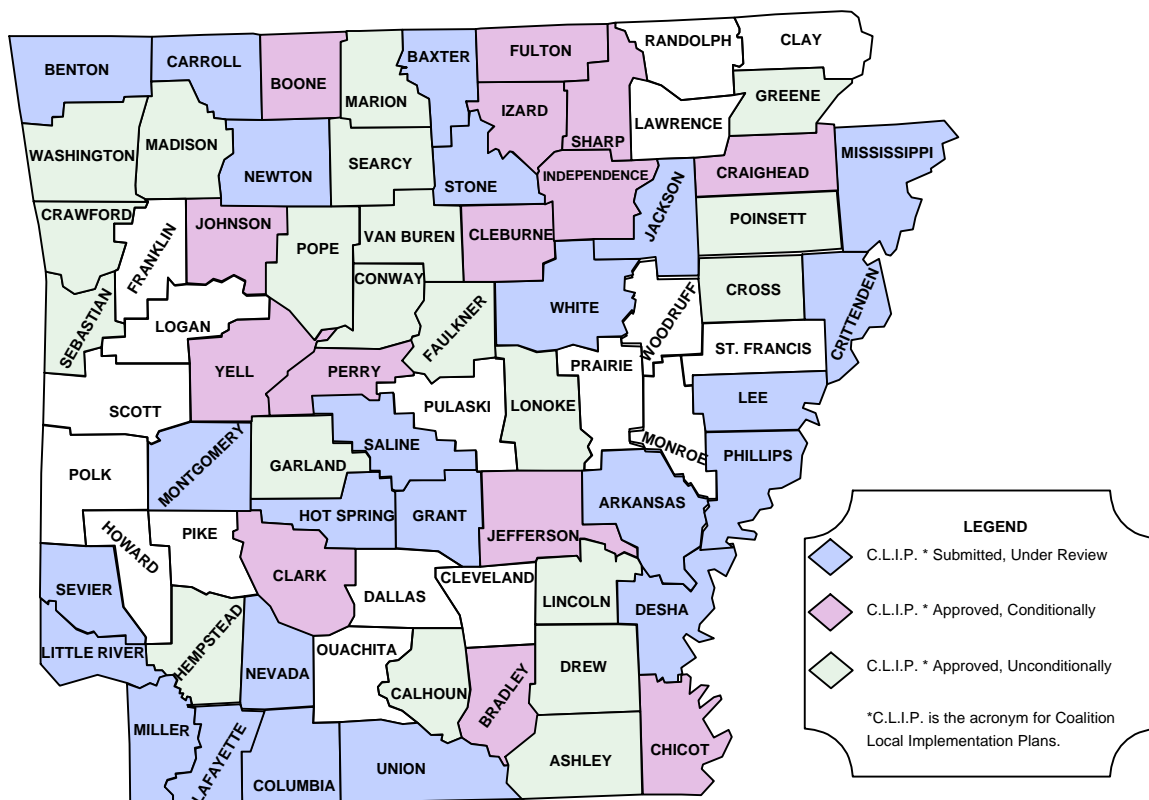 BENTON
CARROLL
BOONE
MARION
BAXTER
FULTON
RANDOLPH
CLAY
IZARD
SHARP
LAWRENCE
GREENE
WASHINGTON
MADISON
NEWTON
SEARCY
STONE
INDEPENDENCE
JACKSON
CRAIGHEAD
MISSISSIPPI
CRAWFORD
FRANKLIN
JOHNSON
POPE
VAN BUREN
CLEBURNE
POINSETT
SEBASTIAN
LOGAN
CONWAY
FAULKNER
WHITE
WOODRUFF
CROSS
CRITTENDEN
ST. FRANCIS
SCOTT
YELL
PERRY
PULASKI
LONOKE
PRAIRIE
LEE
POLK
MONTGOMERY
GARLAND
SALINE
MONROE
PHILLIPS
HOWARD
PIKE
HOT SPRING
GRANT
JEFFERSON
ARKANSAS
SEVIER
CLARK
DALLAS
CLEVELAND
LINCOLN
DESHA
LITTLE RIVER
HEMPSTEAD
NEVADA
OUACHITA
CALHOUN
BRADLEY
DREW
MILLER
LAFAYETTE
COLUMBIA
UNION
ASHLEY
CHICOT
LEGEND
C.L.I.P. * Submitted, Under Review
C.L.I.P. * Approved, Conditionally
C.L.I.P. * Approved, Unconditionally
*C.L.I.P. is the acronym for Coalition
Local Implementation Plans.